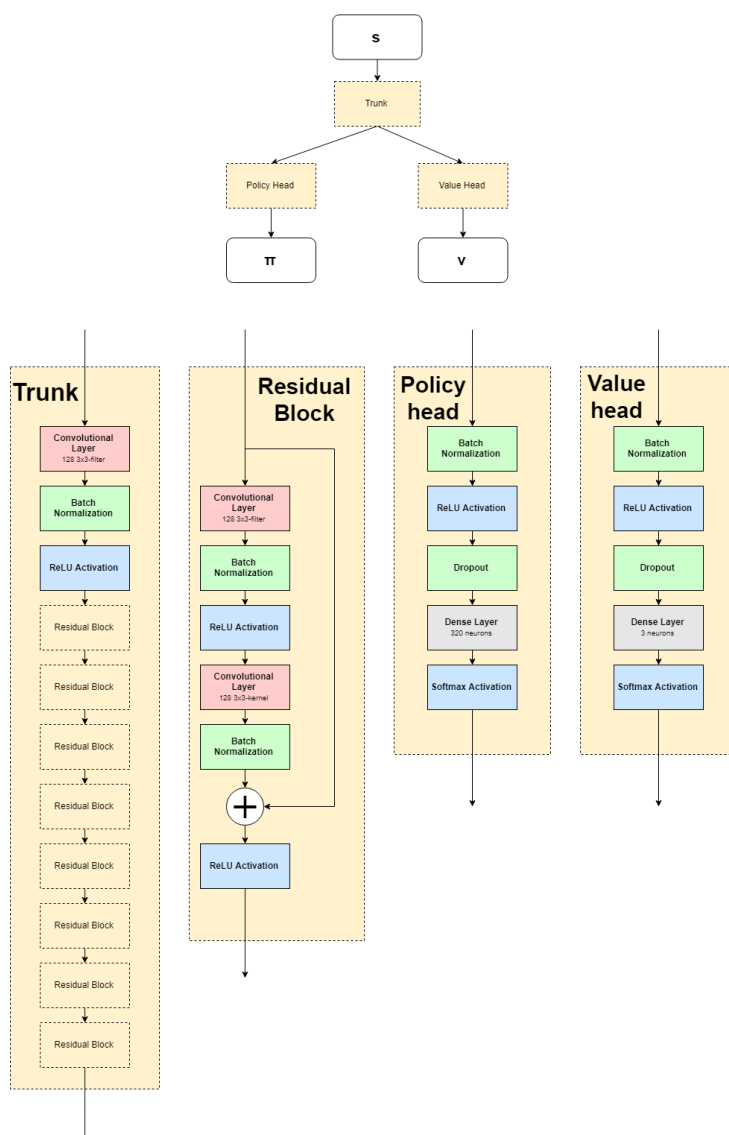 s
Trunk
Policy Head
Value Head
π
v
Trunk
Convolutional
Layer
128 3x3-filter
Batch
Normalization
ReLU Activation
Residual Block
Residual Block
Residual Block
Residual Block
Residual Block
Residual Block
Residual Block
Residual Block
Residual
Block
Convolutional
Layer
128 3x3-filter
Batch
Normalization
ReLU Activation
Convolutional
Layer
128 3x3-kernel
Batch
Normalization
+
ReLU Activation
Policy
head
Batch
Normalization
ReLU Activation
Dropout
Dense Layer
320 neurons
Softmax Activation
Value
head
Batch
Normalization
ReLU Activation
Dropout
Dense Layer
3 neurons
Softmax Activation